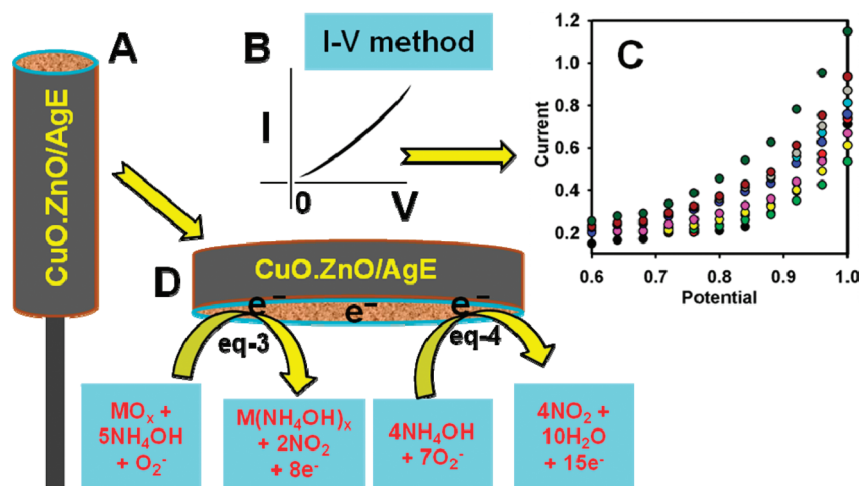 A
CuO.ZnO/AgE
B
I-V method
I
0
V
C
1.2
1.0
0.8
0.6
0.4
0.2
Current
0.6
0.7
0.8
0.9
1.0
Potential
D
CuO.ZnO/AgE
e⁻
e⁻
e⁻
eq-3
eq-4
MOₓ +
5NH₄OH
+ O₂⁻
M(NH₄OH)ₓ
+ 2NO₂
+ 8e⁻
4NH₄OH
+ 7O₂⁻
4NO₂ +
10H₂O
+ 15e⁻